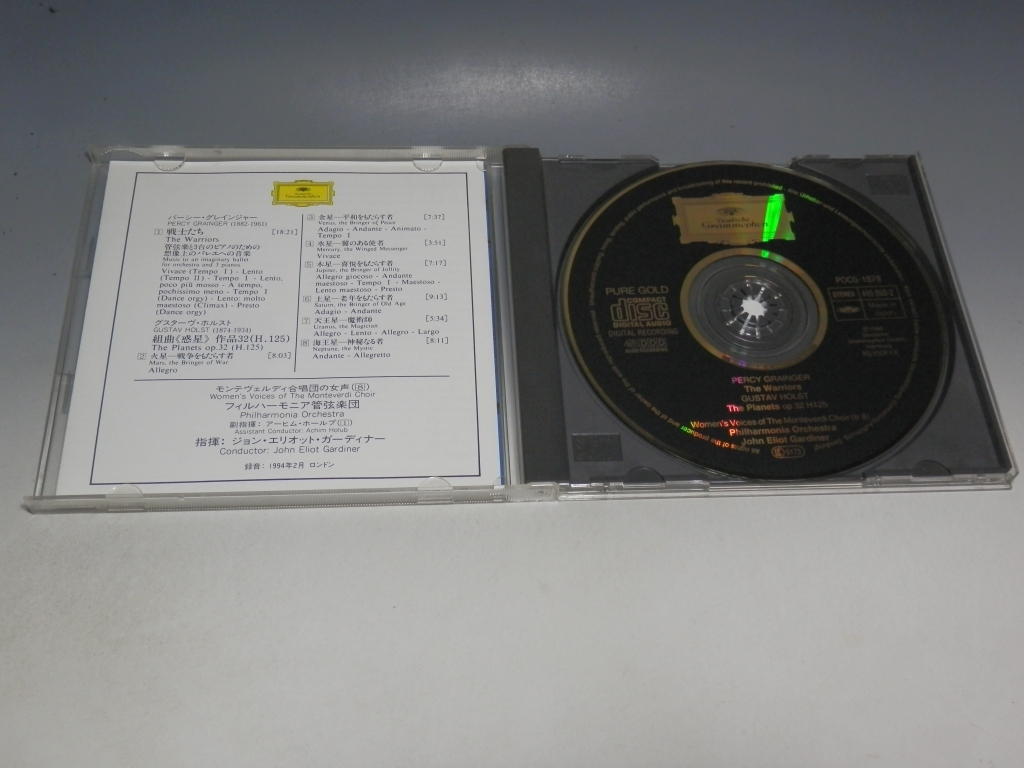 Deutsche
Grammophon
パーシー・グレインジャー
PERCY GRAINGER (1882-1961)
1 戦士たち [18:21]
The Warriors
管弦楽と3台のピアノのための
想像上のバレエへの音楽
Music to an imaginary ballet
for orchestra and 3 pianos
Vivace (Tempo I) - Lento
(Tempo II) - Tempo I - Lento,
poco più mosso - A tempo,
pochissimo meno - Tempo I
(Dance orgy) - Lento: molto
maestoso (Climax) - Presto
(Dance orgy)
グスターヴ・ホルスト
GUSTAV HOLST (1874-1934)
組曲《惑星》 作品32(H.125)
The Planets op.32 (H.125)
2 火星—戦争をもたらす者 [8:03]
Mars, the Bringer of War
Allegro
3 金星—平和をもたらす者 [7:37]
Venus, the Bringer of Peace
Adagio - Andante - Animato -
Tempo I
4 水星—翼のある使者 [3:51]
Mercury, the Winged Messenger
Vivace
5 木星—喜悦をもたらす者 [7:17]
Jupiter, the Bringer of Jollity
Allegro giocoso - Andante
maestoso - Tempo I - Maestoso -
Lento maestoso - Presto
6 土星—老年をもたらす者 [9:13]
Saturn, the Bringer of Old Age
Adagio - Andante
7 天王星—魔術師 [5:34]
Uranus, the Magician
Allegro - Lento - Allegro - Largo
8 海王星—神秘なる者 [8:11]
Neptune, the Mystic
Andante - Allegretto
モンテヴェルディ合唱団の女声(8)
Women's Voices of The Monteverdi Choir
フィルハーモニア管弦楽団
Philharmonia Orchestra
副指揮:アーヒム・ホールプ(1)
Assistant Conductor: Achim Holub
指揮:ジョン・エリオット・ガーディナー
Conductor: John Eliot Gardiner
録音:1994年2月 ロンドン
Deutsche
Grammophon
PURE GOLD
COMPACT
disc
DIGITAL AUDIO
DIGITAL RECORDING
DDD
POCG-
STEREO
Made in
Japan
PERCY GRAINGER
The Warriors
GUSTAV HOLST
The Planets op.32 H.125
Women's Voices of The Monteverdi Choir (8)
Philharmonia Orchestra
John Eliot Gardiner